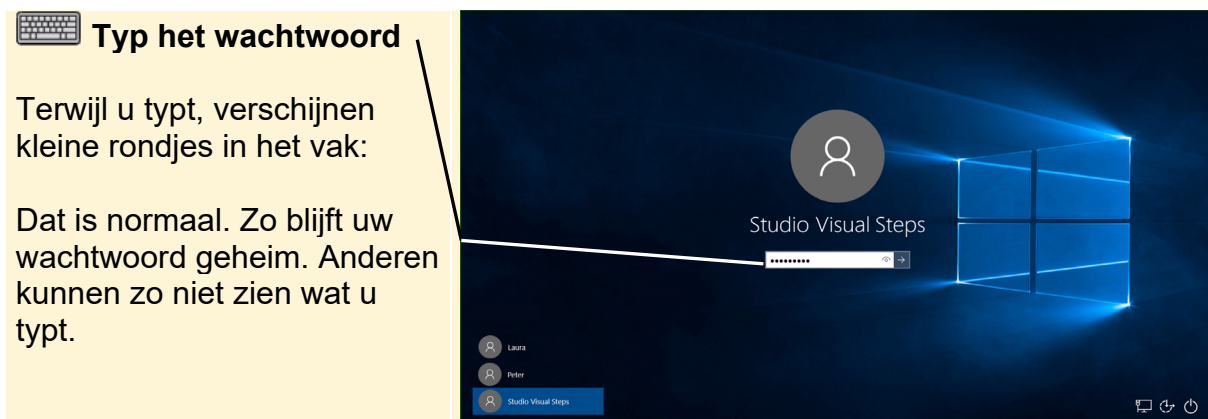 Typ het wachtwoord
Terwijl u typt, verschijnen
kleine rondjes in het vak:
Dat is normaal. Zo blijft uw
wachtwoord geheim. Anderen
kunnen zo niet zien wat u
typt.
Studio Visual Steps
Laura
Peter
Studio Visual Steps